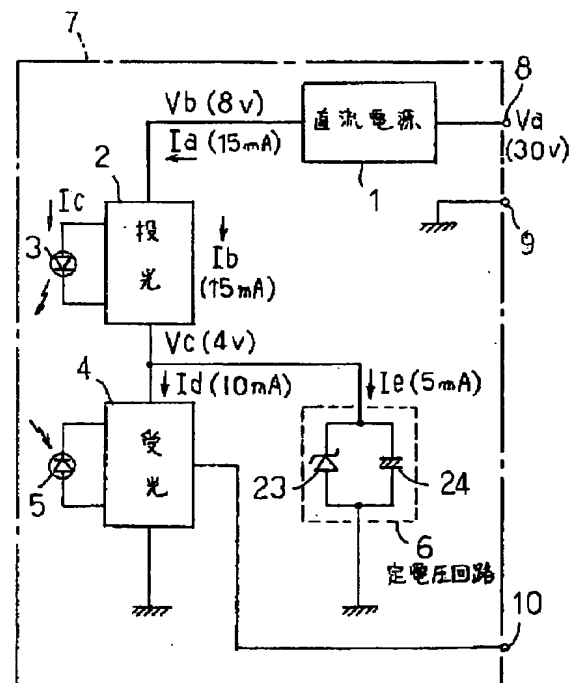 7
8
Vb (8v)
直流電源
Va
(30v)
Ia (15mA)
1
2
9
Ic
投光
3
Ib
(15mA)
Vc (4v)
4
Id (10mA)
Ie (5mA)
受光
5
23
24
6
定電圧回路
10